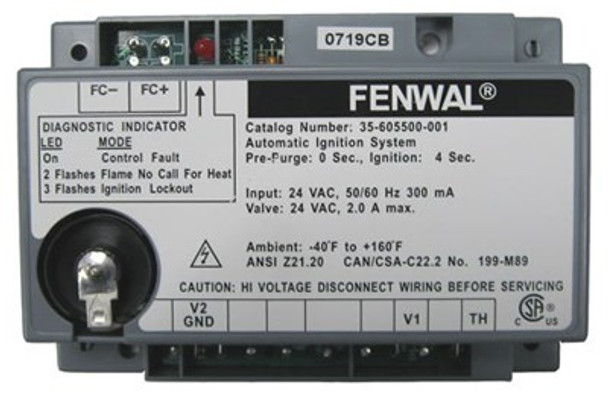 0719CB
FC- FC+
FENWAL®
DIAGNOSTIC INDICATOR
LED MODE
On Control Fault
2 Flashes Flame No Call For Heat
3 Flashes Ignition Lockout
Catalog Number: 35-605500-001
Automatic Ignition System
Pre-Purge: 0 Sec., Ignition: 4 Sec.
Input: 24 VAC, 50/60 Hz 300 mA
Valve: 24 VAC, 2.0 A max.
Ambient: -40°F to +160°F
ANSI Z21.20 CAN/CSA-C22.2 No. 199-M89
CAUTION: HI VOLTAGE DISCONNECT WIRING BEFORE SERVICING
V2 GND V1 TH
C SA ® US